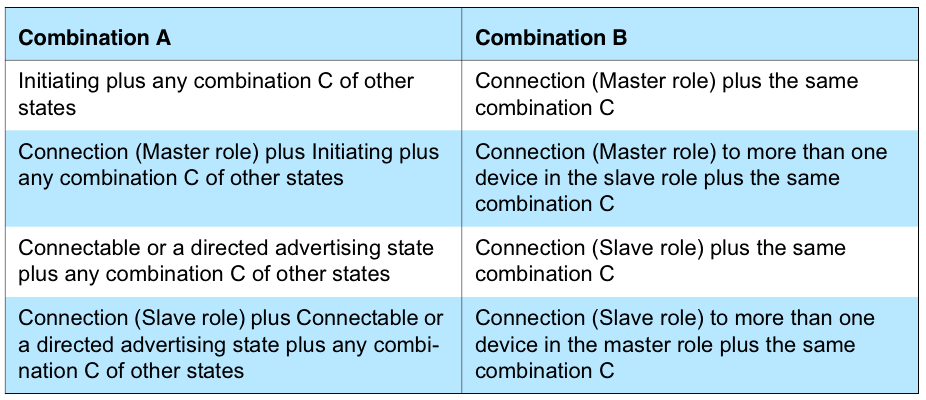 Combination A
Combination B
Initiating plus any combination C of other
states
Connection (Master role) plus the same
combination C
Connection (Master role) plus Initiating plus
any combination C of other states
Connection (Master role) to more than one
device in the slave role plus the same
combination C
Connectable or a directed advertising state
plus any combination C of other states
Connection (Slave role) plus the same
combination C
Connection (Slave role) plus Connectable or
a directed advertising state plus any combi-
nation C of other states
Connection (Slave role) to more than one
device in the master role plus the same
combination C